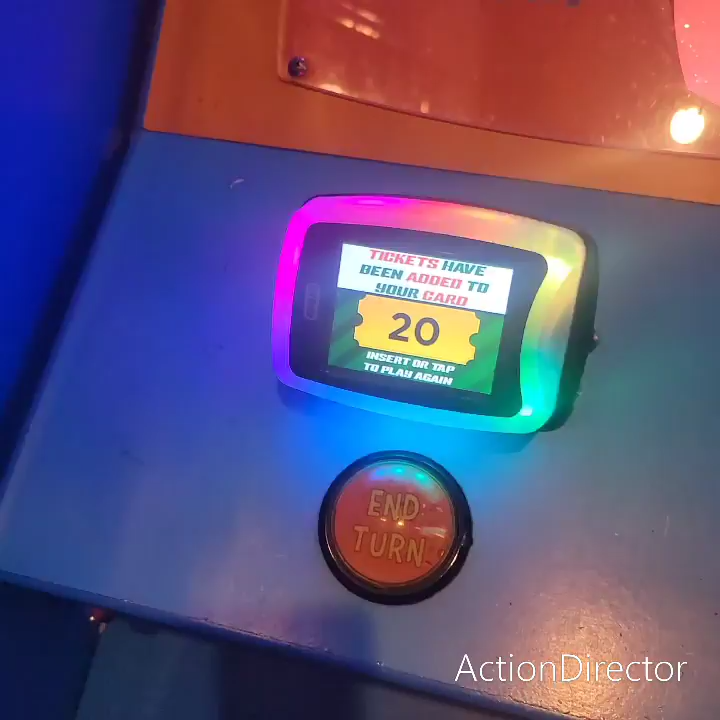 TICKETS HAVE
BEEN ADDED TO
YOUR CARD
20
INSERT OR TAP
TO PLAY AGAIN
END
TURN
ActionDirector